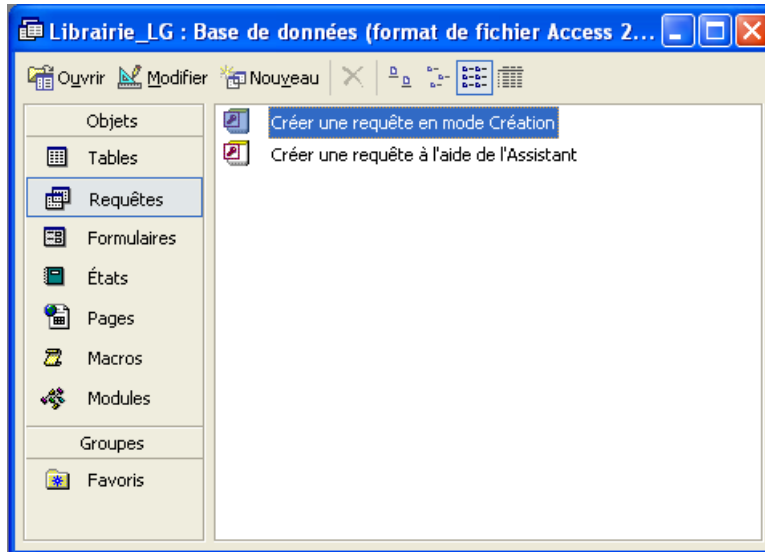 Librairie_LG : Base de données (format de fichier Access 2...
Ouvrir Modifier Nouveau
Objets
Tables
Requêtes
Formulaires
États
Pages
Macros
Modules
Groupes
Favoris
Créer une requête en mode Création
Créer une requête à l'aide de l'Assistant